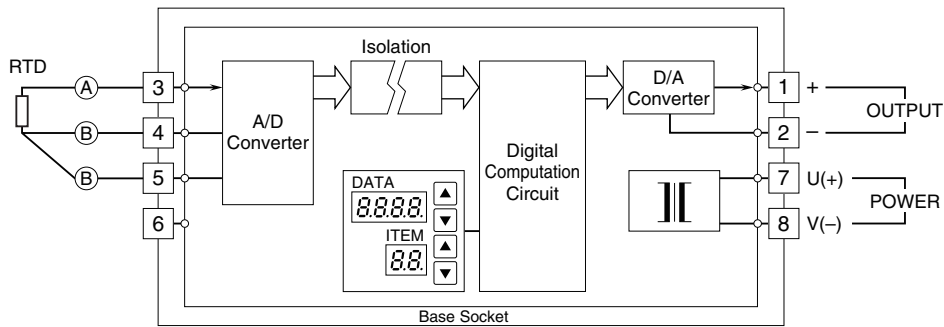 RTD
A
B
B
3
4
5
6
Isolation
A/D
Converter
DATA
8.8.8.8.
ITEM
8.8.
Digital
Computation
Circuit
D/A
Converter
1
+
2
–
OUTPUT
7
U(+)
8
V(–)
POWER
Base Socket